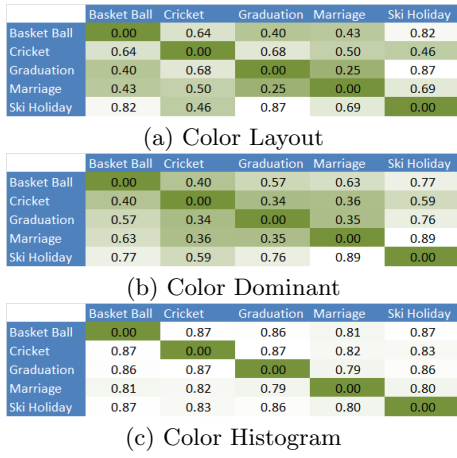 Basket Ball Cricket Graduation Marriage Ski Holiday
Basket Ball 0.00 0.64 0.40 0.43 0.82
Cricket 0.64 0.00 0.68 0.50 0.46
Graduation 0.40 0.68 0.00 0.25 0.87
Marriage 0.43 0.50 0.25 0.00 0.69
Ski Holiday 0.82 0.46 0.87 0.69 0.00
(a) Color Layout
Basket Ball Cricket Graduation Marriage Ski Holiday
Basket Ball 0.00 0.40 0.57 0.63 0.77
Cricket 0.40 0.00 0.34 0.36 0.59
Graduation 0.57 0.34 0.00 0.35 0.76
Marriage 0.63 0.36 0.35 0.00 0.89
Ski Holiday 0.77 0.59 0.76 0.89 0.00
(b) Color Dominant
Basket Ball Cricket Graduation Marriage Ski Holiday
Basket Ball 0.00 0.87 0.86 0.81 0.87
Cricket 0.87 0.00 0.87 0.82 0.83
Graduation 0.86 0.87 0.00 0.79 0.86
Marriage 0.81 0.82 0.79 0.00 0.80
Ski Holiday 0.87 0.83 0.86 0.80 0.00
(c) Color Histogram